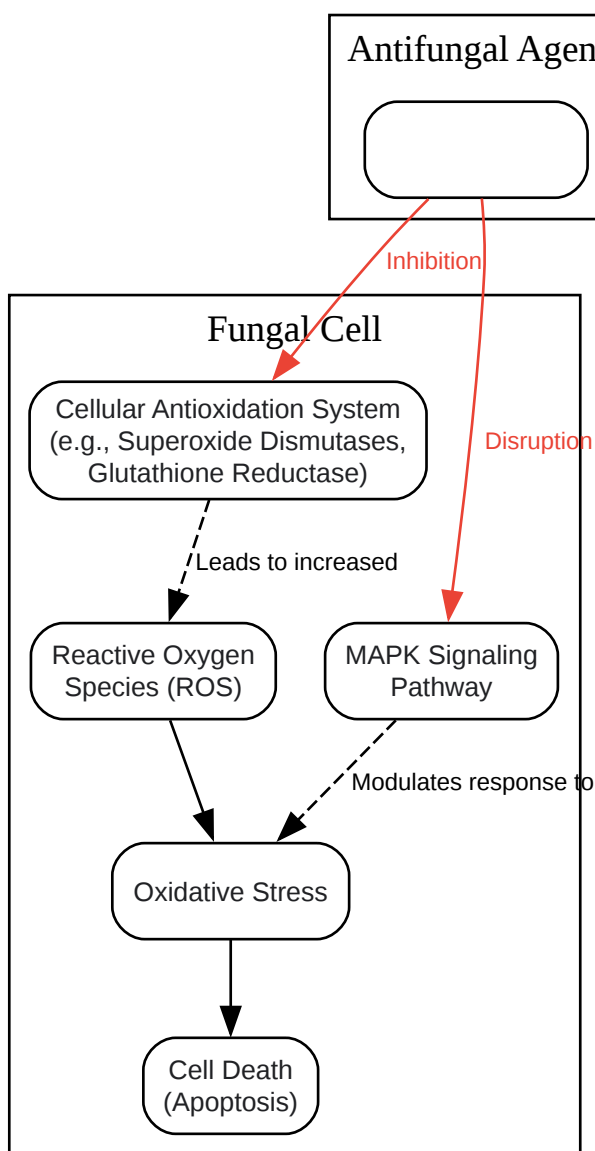 Antifungal Agen
Inhibition
Fungal Cell
Cellular Antioxidation System
(e.g., Superoxide Dismutases,
Glutathione Reductase)
Disruption
Leads to increased
Reactive Oxygen
Species (ROS)
MAPK Signaling
Pathway
Modulates response to
Oxidative Stress
Cell Death
(Apoptosis)